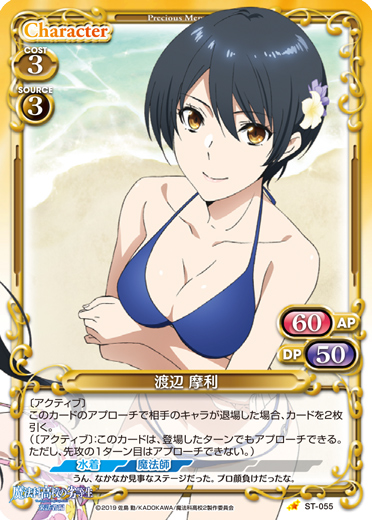 Precious Mem
Character
COST
3
SOURCE
3
60 AP
DP 50
渡辺 摩利
〔アクティブ〕
このカードのアプローチで相手のキャラが退場した場合、カードを2枚
引く。
(〔アクティブ〕:このカードは、登場したターンでもアプローチできる。
ただし、先攻の1ターン目はアプローチできない。)
水着 魔法師
うん、なかなか見事なステージだった。プロ顔負けだったな。
魔法科高校の劣等生
©2019 佐島 勤/KADOKAWA/魔法科高校2製作委員会
ST-055